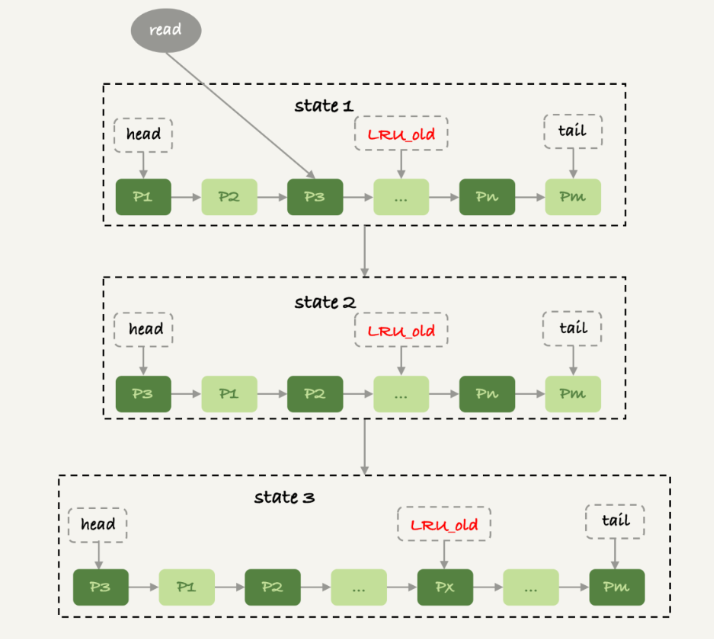 read
state 1
head
LRU_old
tail
P1
P2
P3
...
Pn
Pm
state 2
head
LRU_old
tail
P3
P1
P2
...
Pn
Pm
state 3
head
LRU_old
tail
P3
P1
P2
...
Px
...
Pm